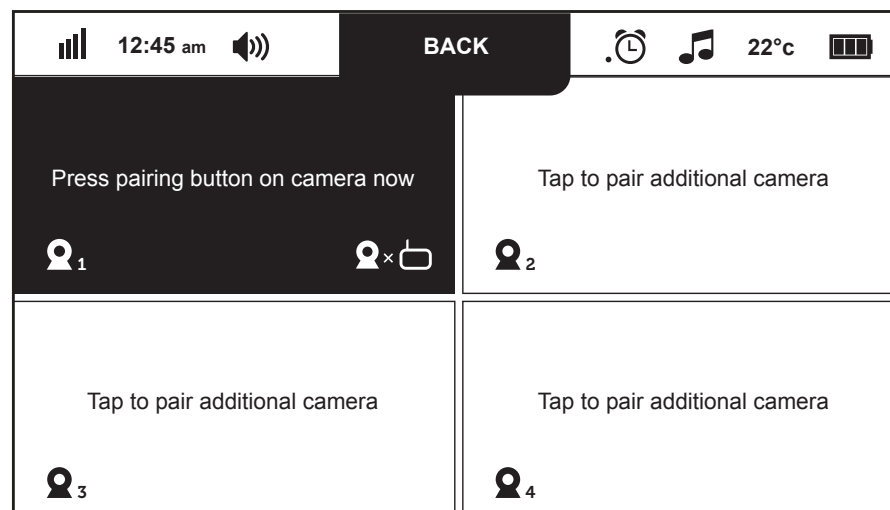 12:45 am BACK 22°c
Press pairing button on camera now
Tap to pair additional camera
1
×
2
Tap to pair additional camera
Tap to pair additional camera
3
4